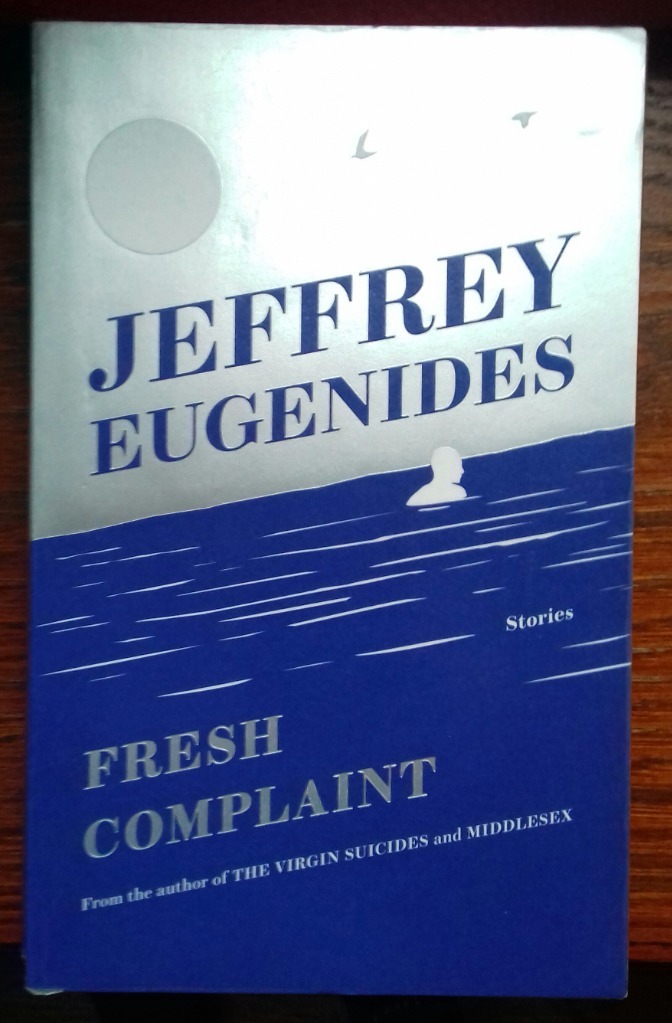 JEFFREY
EUGENIDES
Stories
FRESH
COMPLAINT
From the author of THE VIRGIN SUICIDES and MIDDLESEX